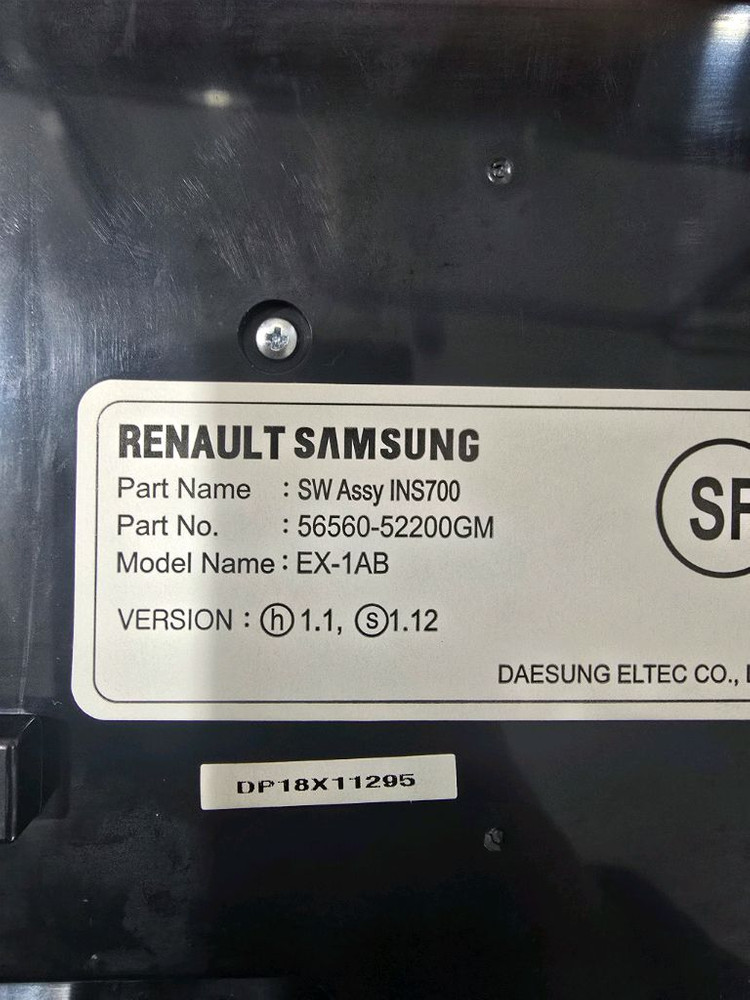 RENAULT SAMSUNG
Part Name : SW Assy INS700
Part No. : 56560-52200GM
Model Name : EX-1AB
VERSION : ⓗ 1.1, ⓢ1.12
DAESUNG ELTEC CO.,
DP18X11295